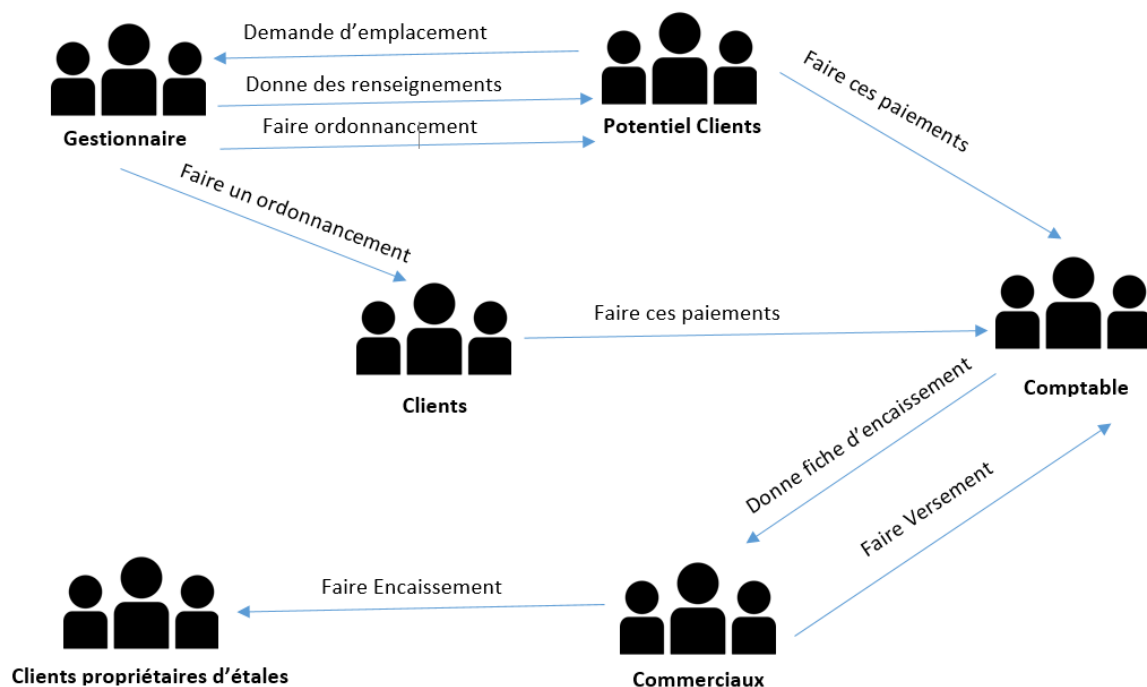 Demande d’emplacement
Donne des renseignements
Potentiel Clients
Gestionnaire
Faire ordonnancement
Faire ces paiements
Faire un ordonnancement
Faire ces paiements
Clients
Comptable
Donne fiche d’encaissement
Faire Versement
Faire Encaissement
Clients propriétaires d’étales
Commerciaux